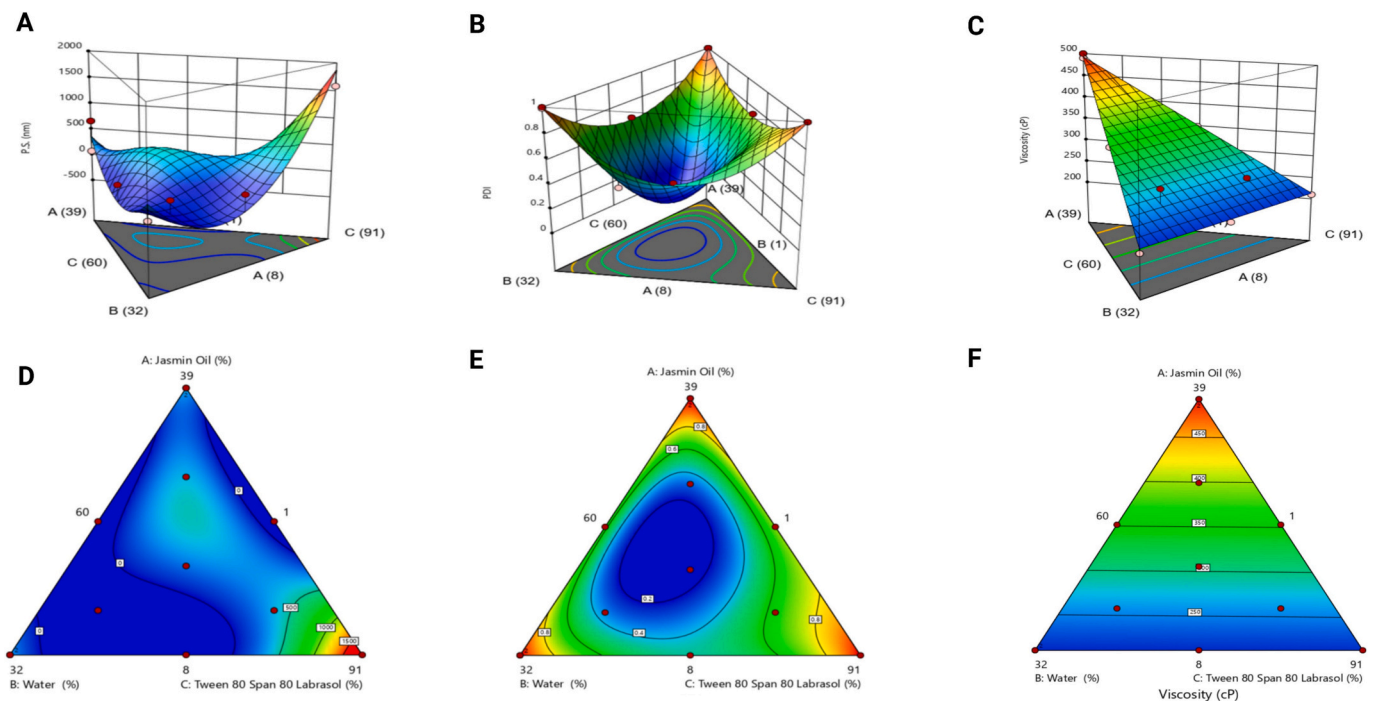 A
B
C
2000
1500
1000
500
0
-500
P.S. (nm)
A (39)
C (60)
B (32)
A (8)
C (91)
1
0.8
0.6
0.4
0.2
0
PDI
B (32)
C (60)
A (39)
B (1)
A (8)
C (91)
500
450
400
350
300
250
200
Viscosity (cP)
A (39)
C (60)
B (32)
A (8)
C (91)
D
A: Jasmin Oil (%)
39
0
60
1
0
500
0
1000
1500
32
8
91
B: Water (%)
C: Tween 80 Span 80 Labrasol (%)
E
A: Jasmin Oil (%)
39
0.8
0.6
60
1
0.2
0.8
0.8
0.4
32
8
91
B: Water (%)
C: Tween 80 Span 80 Labrasol (%)
F
A: Jasmin Oil (%)
39
450
400
60
350
1
250
32
8
91
B: Water (%)
C: Tween 80 Span 80 Labrasol (%)
Viscosity (cP)